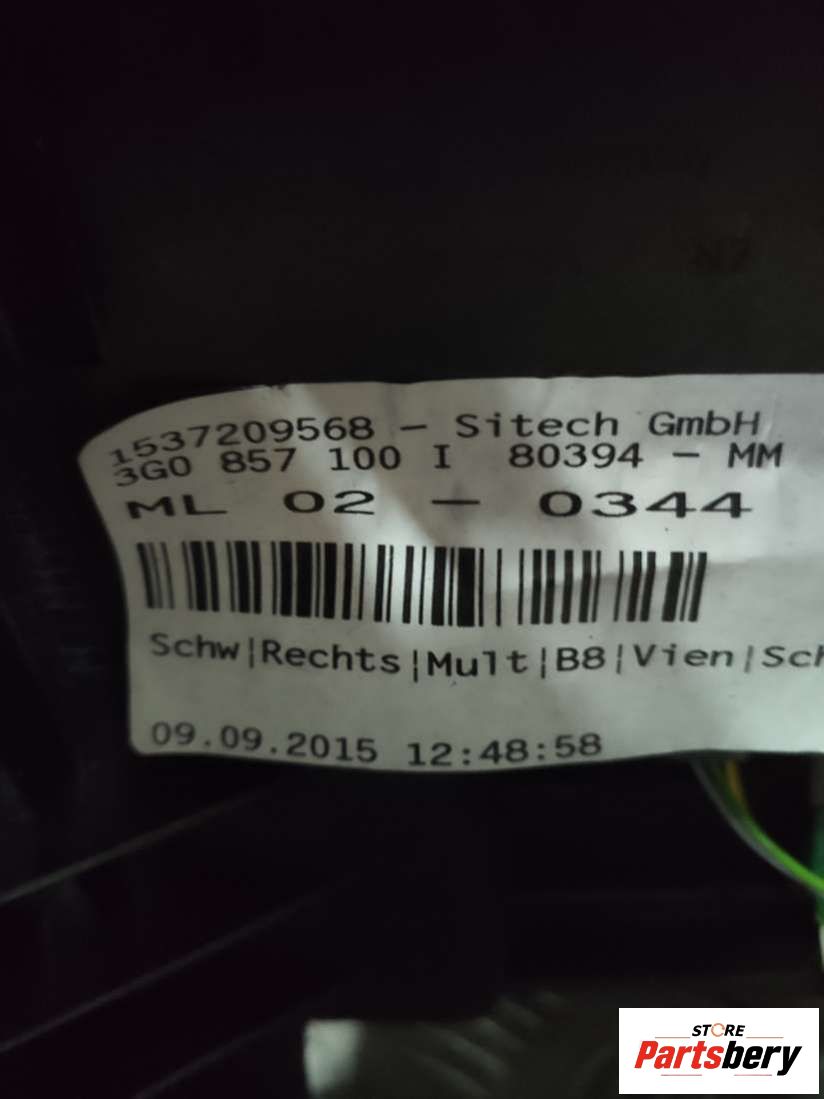 1537209568 - Sitech GmbH
3G0 857 100 I 80394 - MM
ML 02 - 0344
Schw|Rechts|Mult|B8|Vien|Sch
09.09.2015 12:48:58
STORE
Partsbery